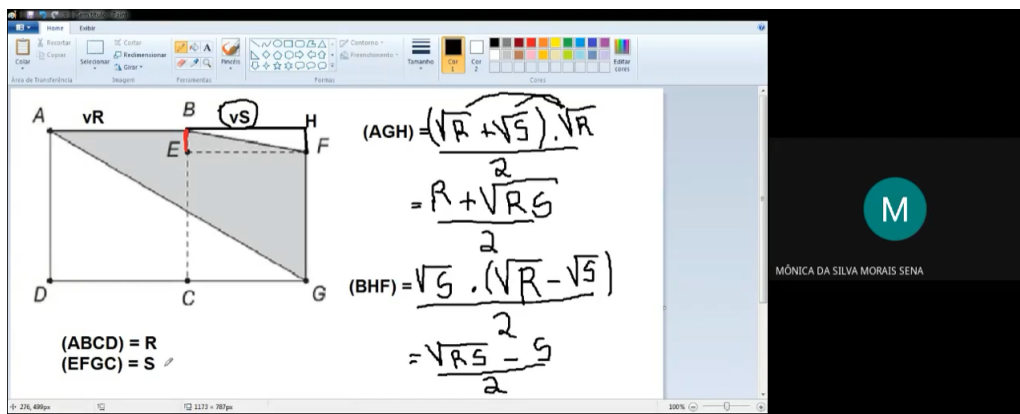 Home Exibir
Colar
Recortar
Copiar
Área de Transferência
Selecionar
Cortar
Redimensionar
Girar
Imagem
Ferramentas
Pincéis
Formas
Contorno
Preenchimento
Tamanho
Cor 1
Cor 2
Editar cores
Cores
A vR B vS H
E F
D C G
(ABCD) = R
(EFGC) = S
(AGH) = (√R + √S) . √R
2
= R + √RS
2
(BHF) = √S . (√R - √S)
2
= √RS - S
2
M
MÔNICA DA SILVA MORAIS SENA
276, 499px 1173 × 787px 100%